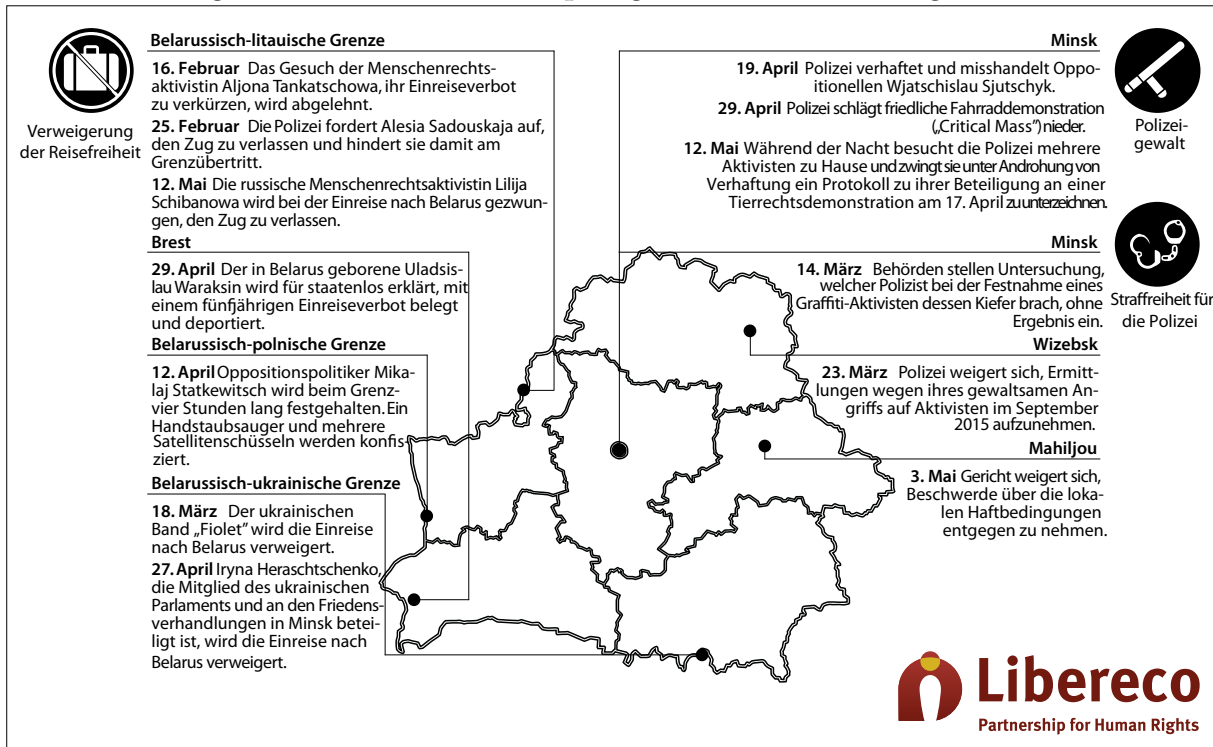 Belarussisch-litauische Grenze
16. Februar Das Gesuch der Menschenrechts-
aktivistin Aljona Tankatschowa, ihr Einreiseverbot
zu verkürzen, wird abgelehnt.
25. Februar Die Polizei fordert Alesia Sadouskaja auf,
den Zug zu verlassen und hindert sie damit am
Grenzübertritt.
12. Mai Die russische Menschenrechtsaktivistin Lilija
Schibanowa wird bei der Einreise nach Belarus gezwun-
gen, den Zug zu verlassen.
Verweigerung
der Reisefreiheit
Brest
29. April Der in Belarus geborene Uladsis-
lau Waraksin wird für staatenlos erklärt, mit
einem fünfjährigen Einreiseverbot belegt
und deportiert.
Belarussisch-polnische Grenze
12. April Oppositionspolitiker Mika-
laj Statkewitsch wird beim Grenz-
vier Stunden lang festgehalten. Ein
Handstaubsauger und mehrere
Satellitenschüsseln werden konfis-
ziert.
Belarussisch-ukrainische Grenze
18. März Der ukrainischen
Band „Fiolet” wird die Einreise
nach Belarus verweigert.
27. April Iryna Heraschtschenko,
die Mitglied des ukrainischen
Parlaments und an den Friedens-
verhandlungen in Minsk betei-
ligt ist, wird die Einreise nach
Belarus verweigert.
Minsk
19. April Polizei verhaftet und misshandelt Oppo-
sitionellen Wjatschislau Sjutschyk.
29. April Polizei schlägt friedliche Fahrraddemonstration
(„Critical Mass”) nieder.
12. Mai Während der Nacht besucht die Polizei mehrere
Aktivisten zu Hause und zwingt sie unter Androhung von
Verhaftung ein Protokoll zu ihrer Beteiligung an einer
Tierrechtsdemonstration am 17. April zu unterzeichnen.
Polizei-
gewalt
Minsk
14. März Behörden stellen Untersuchung,
welcher Polizist bei der Festnahme eines
Graffiti-Aktivisten dessen Kiefer brach, ohne
Ergebnis ein.
Straffreiheit für
die Polizei
Wizebsk
23. März Polizei weigert sich, Ermitt-
lungen wegen ihres gewaltsamen An-
griffs auf Aktivisten im September
2015 aufzunehmen.
Mahiljou
3. Mai Gericht weigert sich,
Beschwerde über die loka-
len Haftbedingungen
entgegen zu nehmen.
Libereco
Partnership for Human Rights